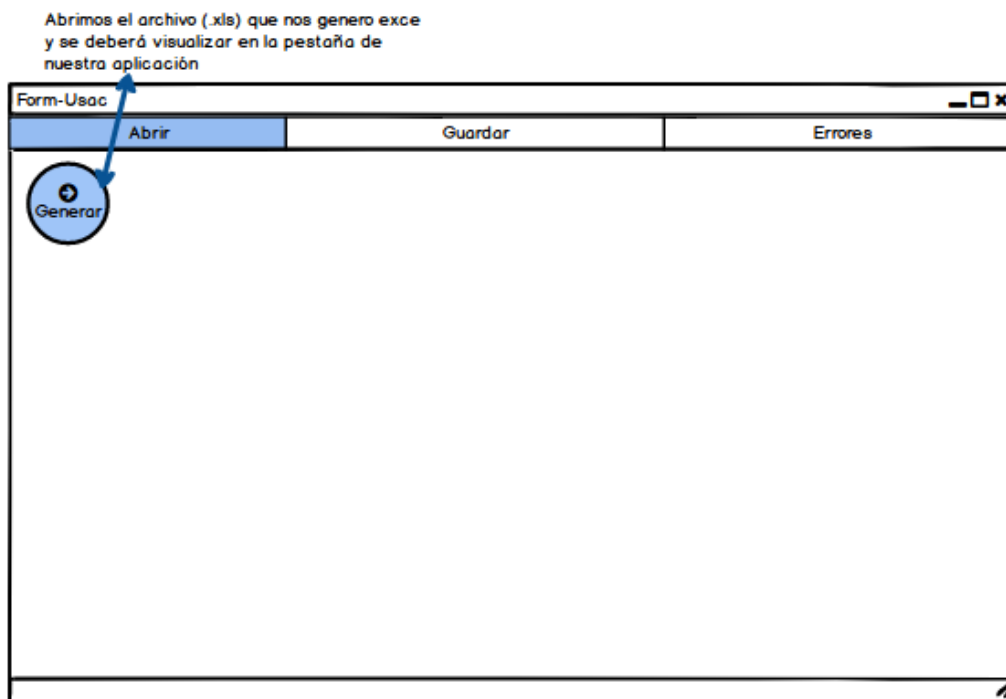 Abrimos el archivo (.xls) que nos genero exce
y se deberá visualizar en la pestaña de
nuestra aplicación
Form-Usac
Abrir Guardar Errores
Generar